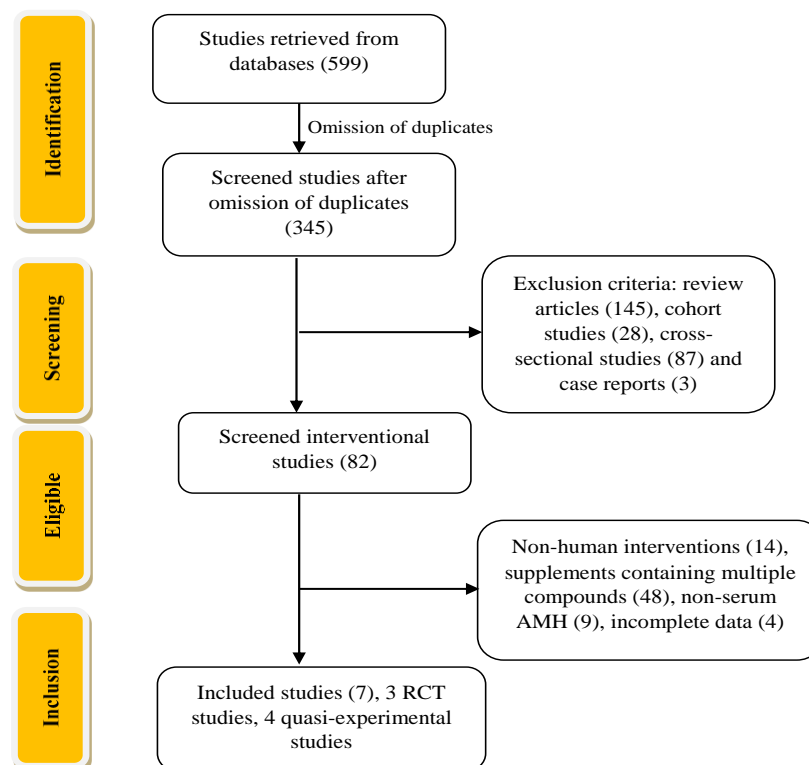 Identification
Studies retrieved from
databases (599)
Omission of duplicates
Screened studies after
omission of duplicates
(345)
Screening
Exclusion criteria: review
articles (145), cohort
studies (28), cross-
sectional studies (87) and
case reports (3)
Eligible
Screened interventional
studies (82)
Non-human interventions (14),
supplements containing multiple
compounds (48), non-serum
AMH (9), incomplete data (4)
Inclusion
Included studies (7), 3 RCT
studies, 4 quasi-experimental
studies